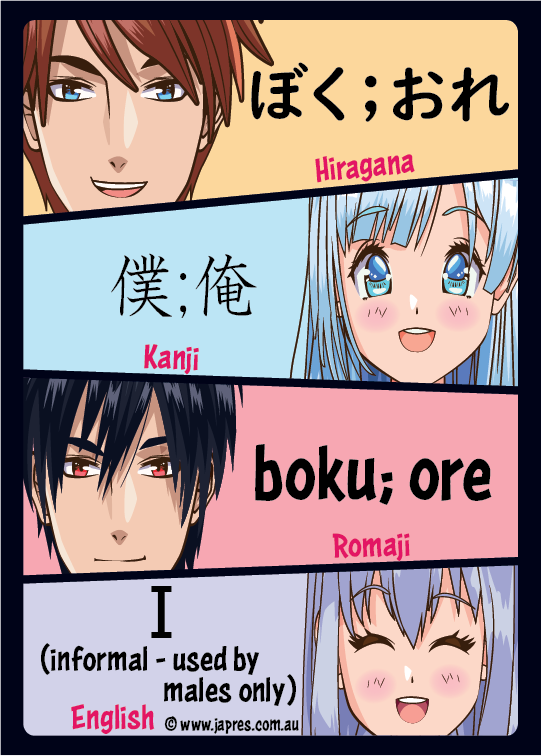 ぼく；おれ
Hiragana
僕；俺
Kanji
boku; ore
Romaji
I
(informal - used by
males only)
English © www.japres.com.au